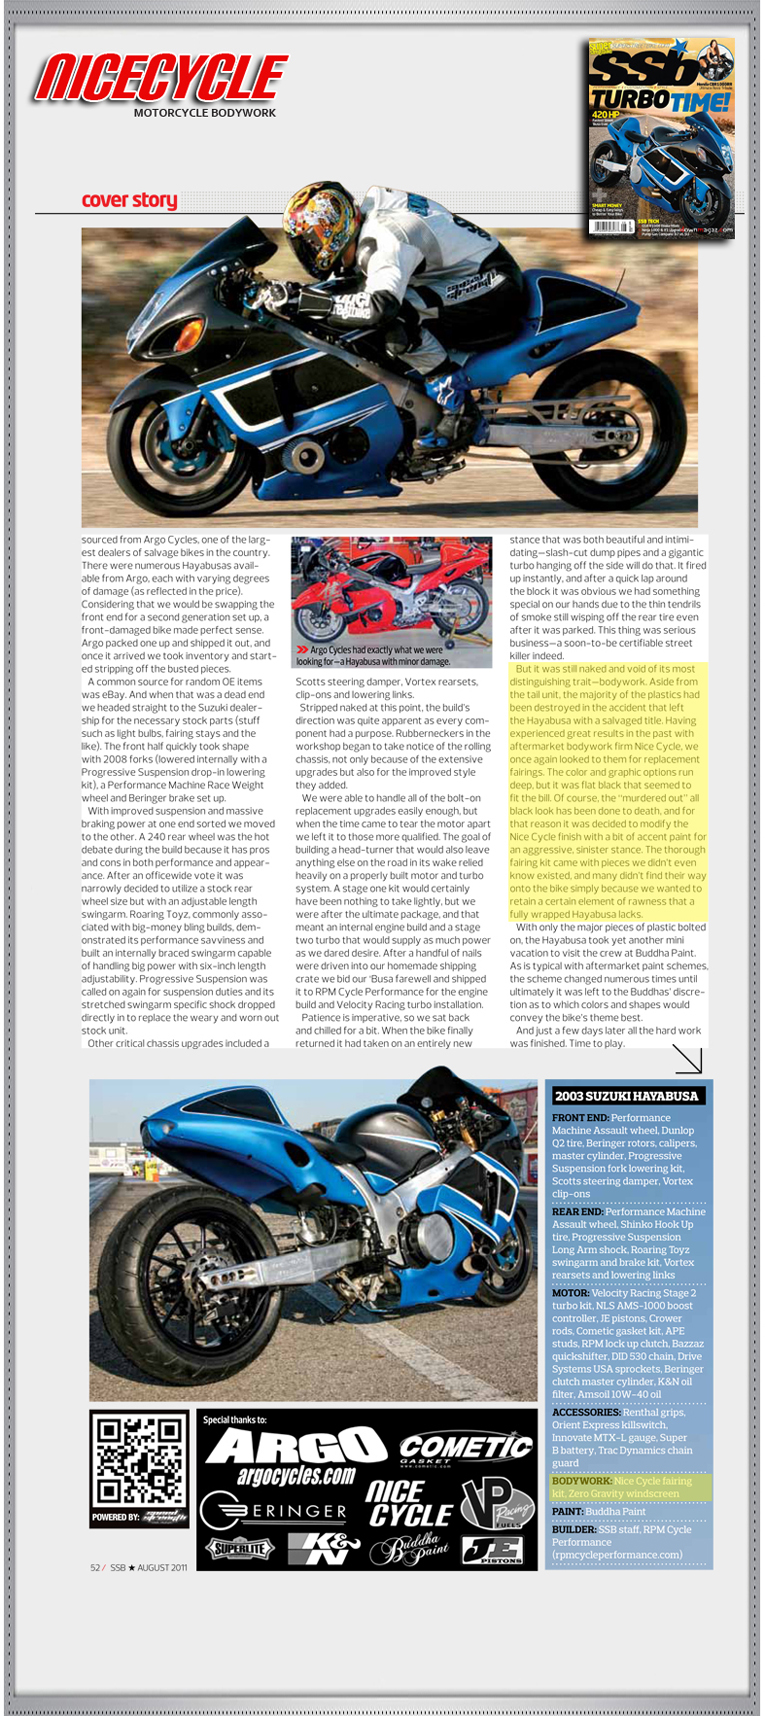 NICECYCLE
MOTORCYCLE BODYWORK
ssb
TURBO TIME!
420 HP
SMART MONEY
SSB TECH
cover story
sourced from Argo Cycles, one of the larg-
est dealers of salvage bikes in the country.
There were numerous Hayabusas avail-
able from Argo, each with varying degrees
of damage (as reflected in the price).
Considering that we would be swapping the
front end for a second generation set up, a
front-damaged bike made perfect sense.
Argo packed one up and shipped it out, and
once it arrived we took inventory and start-
ed stripping off the busted pieces.
A common source for random OE items
was eBay. And when that was a dead end
we headed straight to the Suzuki dealer-
ship for the necessary stock parts (stuff
such as light bulbs, fairing stays and the
like). The front half quickly took shape
with 2008 forks (lowered internally with a
Progressive Suspension drop-in lowering
kit), a Performance Machine Race Weight
wheel and Beringer brake set up.
With improved suspension and massive
braking power at one end sorted we moved
to the other. A 240 rear wheel was the hot
debate during the build because it has pros
and cons in both performance and appear-
ance. After an officewide vote it was
narrowly decided to utilize a stock rear
wheel size but with an adjustable length
swingarm. Roaring Toyz, commonly asso-
ciated with big-money bling builds, dem-
onstrated its performance savviness and
built an internally braced swingarm capable
of handling big power with six-inch length
adjustability. Progressive Suspension was
called on again for suspension duties and its
stretched swingarm specific shock dropped
directly in to replace the weary and worn out
stock unit.
Other critical chassis upgrades included a
Argo Cycles had exactly what we were
looking for—a Hayabusa with minor damage.
Scotts steering damper, Vortex rearsets,
clip-ons and lowering links.
Stripped naked at this point, the build's
direction was quite apparent as every com-
ponent had a purpose. Rubberneckers in the
workshop began to take notice of the rolling
chassis, not only because of the extensive
upgrades but also for the improved style
they added.
We were able to handle all of the bolt-on
replacement upgrades easily enough, but
when the time came to tear the motor apart
we left it to those more qualified. The goal of
building a head-turner that would also leave
anything else on the road in its wake relied
heavily on a properly built motor and turbo
system. A stage one kit would certainly
have been nothing to take lightly, but we
were after the ultimate package, and that
meant an internal engine build and a stage
two turbo that would supply as much power
as we dared desire. After a handful of nails
were driven into our homemade shipping
crate we bid our 'Busa farewell and shipped
it to RPM Cycle Performance for the engine
build and Velocity Racing turbo installation.
Patience is imperative, so we sat back
and chilled for a bit. When the bike finally
returned it had taken on an entirely new
stance that was both beautiful and intimi-
dating—slash-cut dump pipes and a gigantic
turbo hanging off the side will do that. It fired
up instantly, and after a quick lap around
the block it was obvious we had something
special on our hands due to the thin tendrils
of smoke still wisping off the rear tire even
after it was parked. This thing was serious
business—a soon-to-be certifiable street
killer indeed.
But it was still naked and void of its most
distinguishing trait—bodywork. Aside from
the tail unit, the majority of the plastics had
been destroyed in the accident that left
the Hayabusa with a salvaged title. Having
experienced great results in the past with
aftermarket bodywork firm Nice Cycle, we
once again looked to them for replacement
fairings. The color and graphic options run
deep, but it was flat black that seemed to
fit the bill. Of course, the "murdered out" all
black look has been done to death, and for
that reason it was decided to modify the
Nice Cycle finish with a bit of accent paint for
an aggressive, sinister stance. The thorough
fairing kit came with pieces we didn't even
know existed, and many didn't find their way
onto the bike simply because we wanted to
retain a certain element of rawness that a
fully wrapped Hayabusa lacks.
With only the major pieces of plastic bolted
on, the Hayabusa took yet another mini
vacation to visit the crew at Buddha Paint.
As is typical with aftermarket paint schemes,
the scheme changed numerous times until
ultimately it was left to the Buddhas' discre-
tion as to which colors and shapes would
convey the bike's theme best.
And just a few days later all the hard work
was finished. Time to play.
2003 SUZUKI HAYABUSA
FRONT END: Performance
Machine Assault wheel, Dunlop
Q2 tire, Beringer rotors, calipers,
master cylinder, Progressive
Suspension fork lowering kit,
Scotts steering damper, Vortex
clip-ons
REAR END: Performance Machine
Assault wheel, Shinko Hook Up
tire, Progressive Suspension
Long Arm shock, Roaring Toyz
swingarm and brake kit, Vortex
rearsets and lowering links
MOTOR: Velocity Racing Stage 2
turbo kit, NLS AMS-1000 boost
controller, JE pistons, Crower
rods, Cometic gasket kit, APE
studs, RPM lock up clutch, Bazzaz
quickshifter, DID 530 chain, Drive
Systems USA sprockets, Beringer
clutch master cylinder, K&N oil
filter, Amsoil 10W-40 oil
ACCESSORIES: Renthal grips,
Orient Express killswitch,
Innovate MTX-L gauge, Super
B battery, Trac Dynamics chain
guard
BODYWORK: Nice Cycle fairing
kit, Zero Gravity windscreen
PAINT: Buddha Paint
BUILDER: SSB staff, RPM Cycle
Performance
(rpmcycleperformance.com)
POWERED BY: speed strength
Special thanks to:
ARGO
argocycles.com
COMETIC
GASKET
BERINGER
NICE CYCLE
VP Racing FUELS
SUPERLITE
K&N
Buddha Paint
JE PISTONS
52 / SSB ★ AUGUST 2011